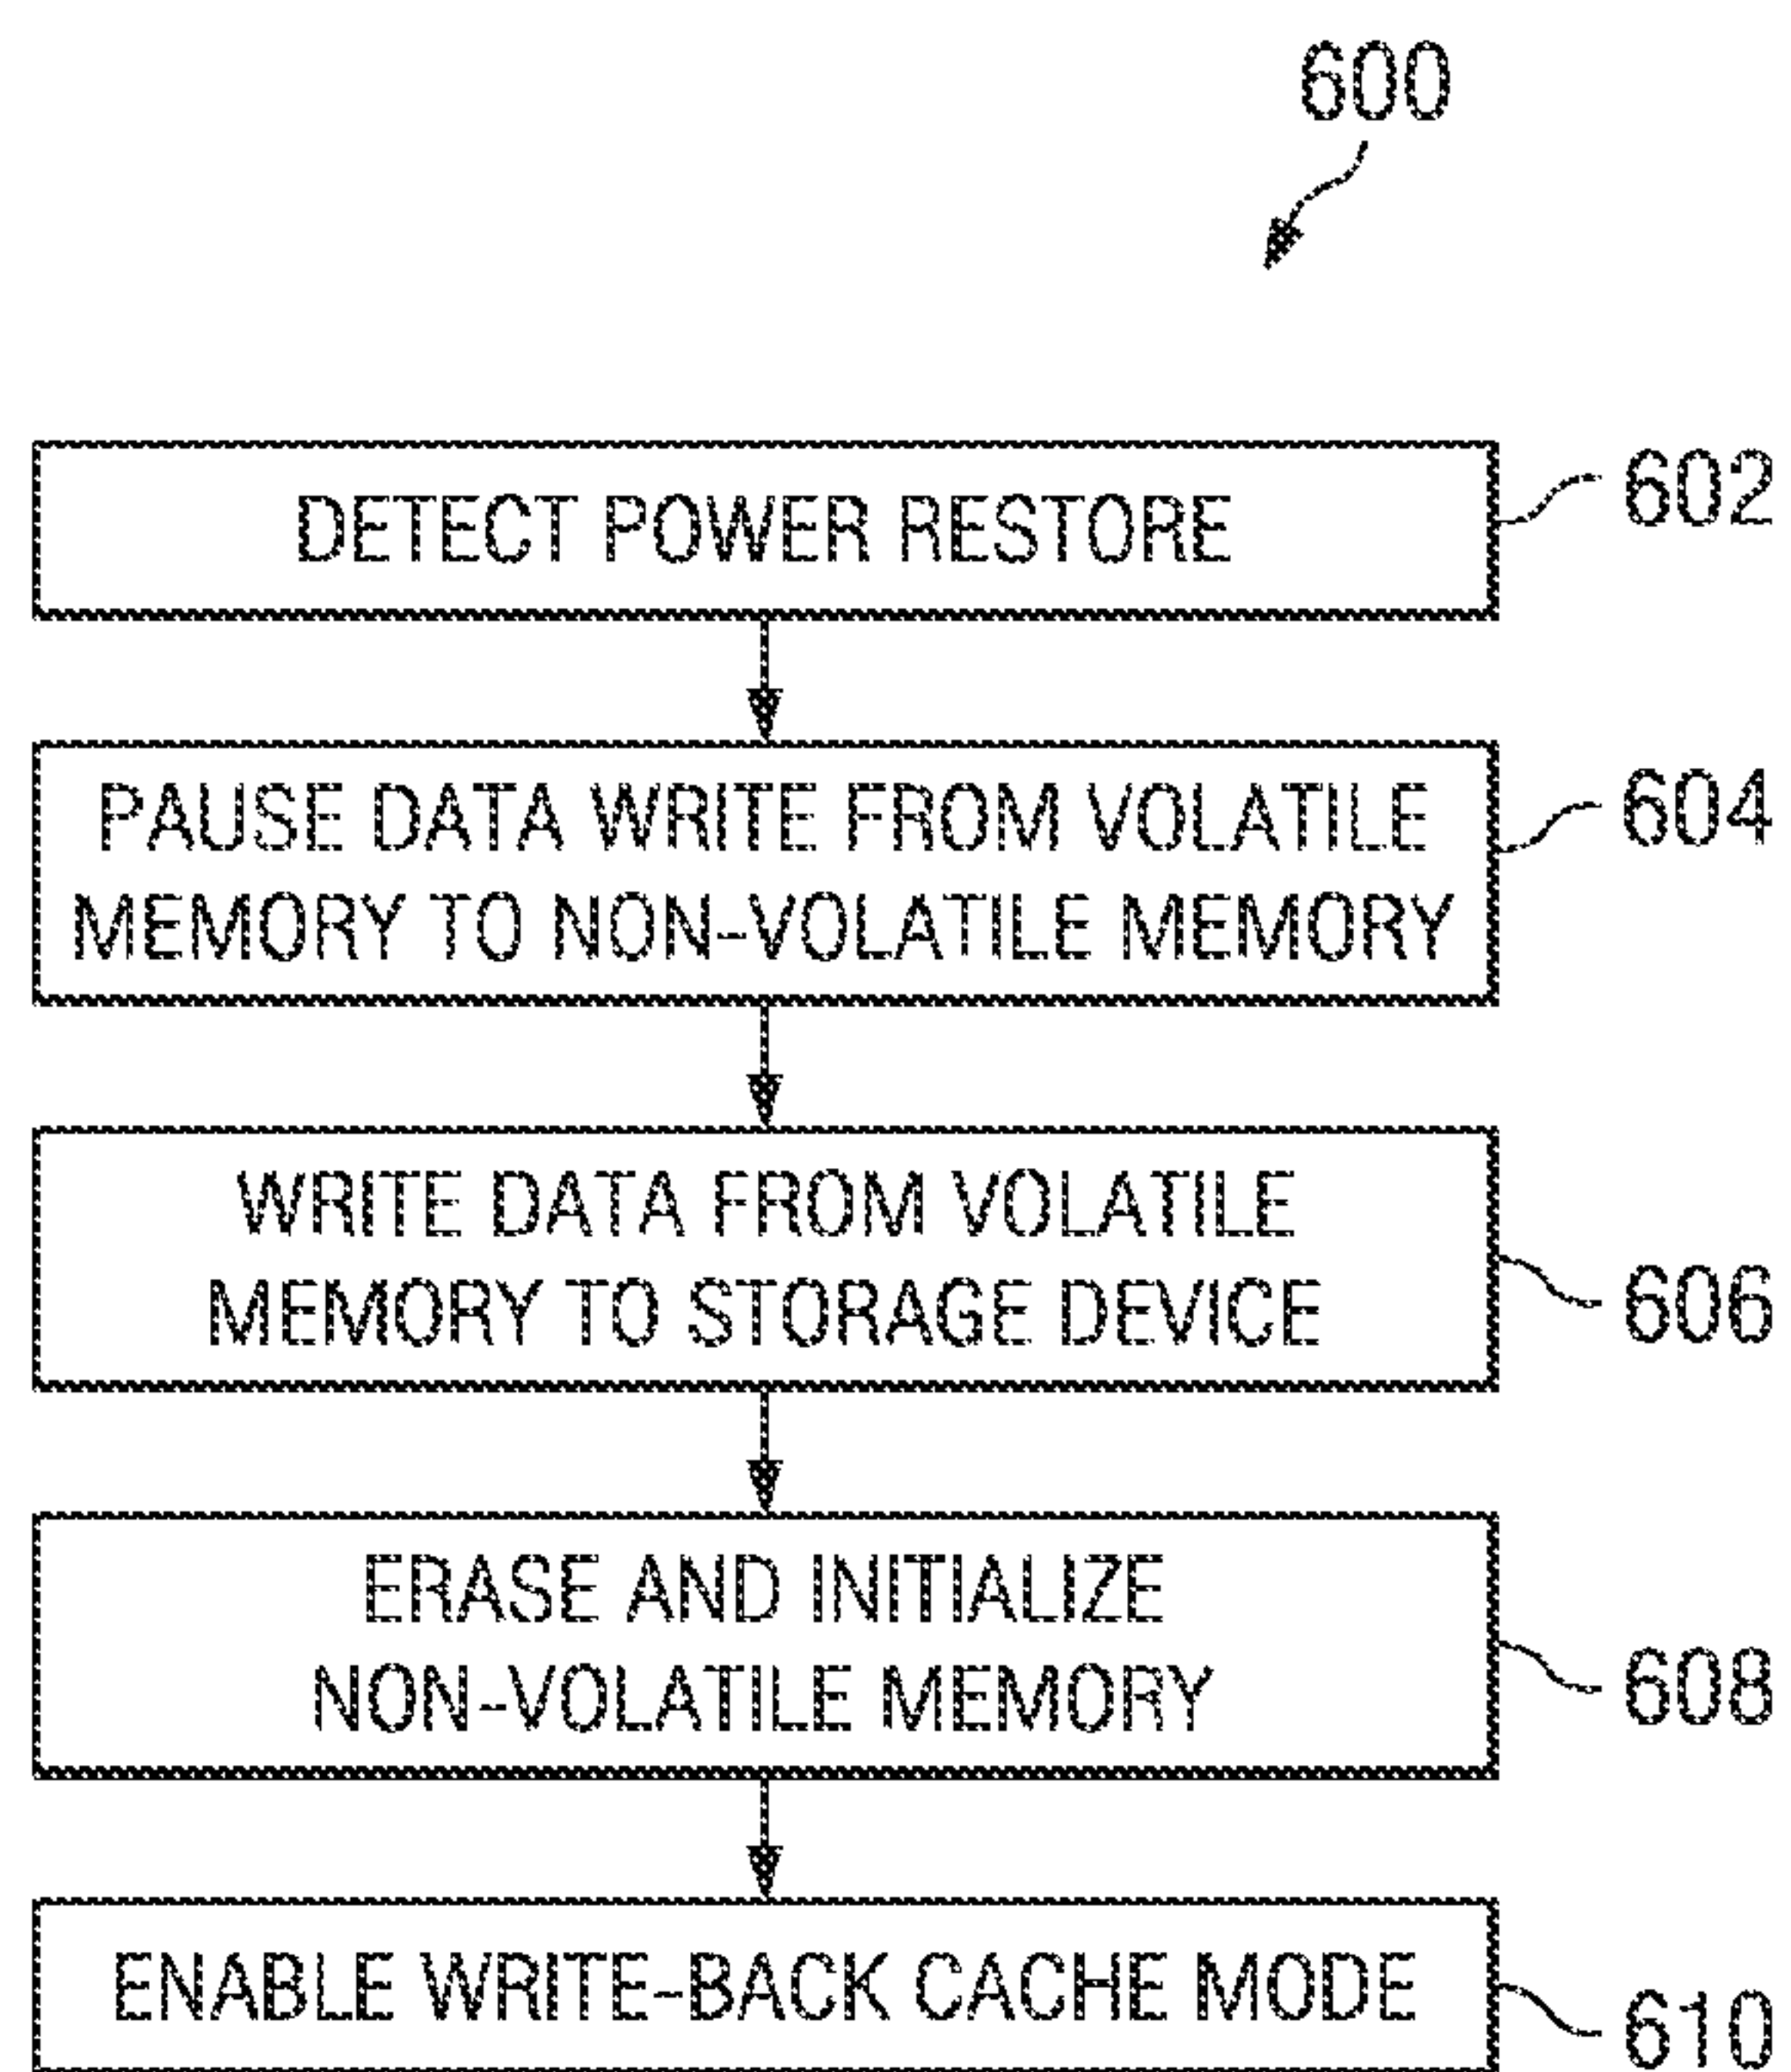 600
DETECT POWER RESTORE
602
PAUSE DATA WRITE FROM VOLATILE
MEMORY TO NON-VOLATILE MEMORY
604
WRITE DATA FROM VOLATILE
MEMORY TO STORAGE DEVICE
606
ERASE AND INITIALIZE
NON-VOLATILE MEMORY
608
ENABLE WRITE-BACK CACHE MODE
610